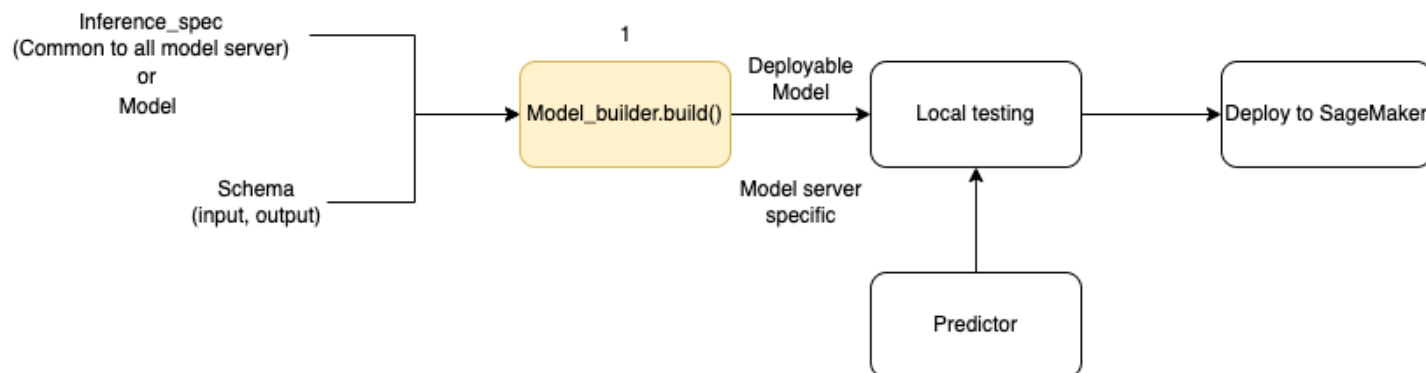 Inference_spec
(Common to all model server)
or
Model
Schema
(input, output)
1
Model_builder.build()
Deployable
Model
Model server
specific
Local testing
Predictor
Deploy to SageMaker